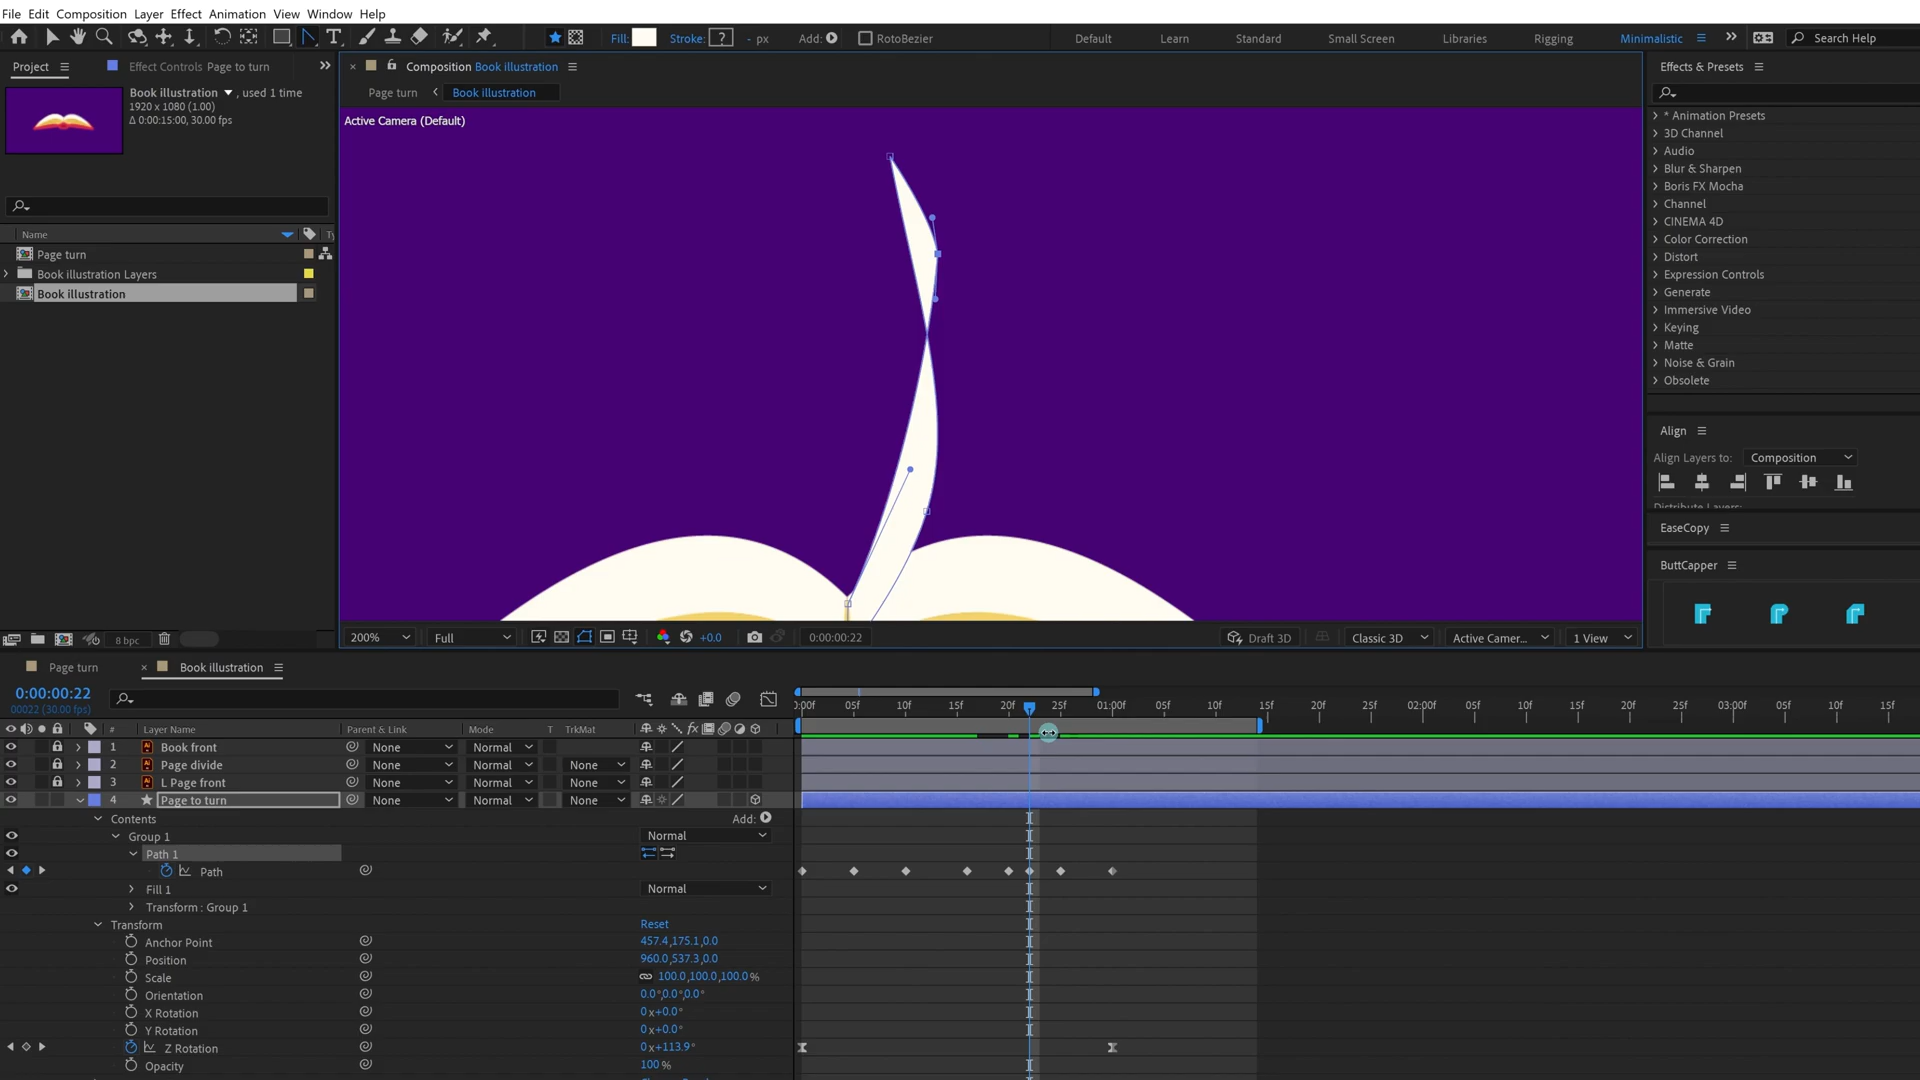 File Edit Composition Layer Effect Animation View Window Help
Fill: Stroke: ? - px Add: RotoBezier Default Learn Standard Small Screen Libraries Rigging Minimalistic Search Help
Project Effect Controls Page to turn
Composition Book illustration
Effects & Presets
Book illustration , used 1 time
1920 x 1080 (1.00)
Δ 0:00:15:00, 30.00 fps
Page turn Book illustration
Active Camera (Default)
Name
Page turn
Book illustration Layers
Book illustration
* Animation Presets
3D Channel
Audio
Blur & Sharpen
Boris FX Mocha
Channel
CINEMA 4D
Color Correction
Distort
Expression Controls
Generate
Immersive Video
Keying
Matte
Noise & Grain
Obsolete
Align
Align Layers to: Composition
EaseCopy
ButtCapper
8 bpc
200% Full +0.0 0:00:00:22 Draft 3D Classic 3D Active Camer... 1 View
Page turn Book illustration
0:00:00:22
00022 (30.00 fps)
0:00f 05f 10f 15f 20f 25f 01:00f 05f 10f 15f 20f 25f 02:00f 05f 10f 15f 20f 25f 03:00f 05f 10f 15f
# Layer Name Parent & Link Mode T TrkMat fx
1 Book front None Normal
2 Page divide None Normal None
3 L Page front None Normal None
4 Page to turn None Normal None
Contents Add:
Group 1 Normal
Path 1
Path
Fill 1 Normal
Transform : Group 1
Transform Reset
Anchor Point 457.4,175.1,0.0
Position 960.0,537.3,0.0
Scale 100.0,100.0,100.0%
Orientation 0.0°,0.0°,0.0°
X Rotation 0x+0.0°
Y Rotation 0x+0.0°
Z Rotation 0x+113.9°
Opacity 100%